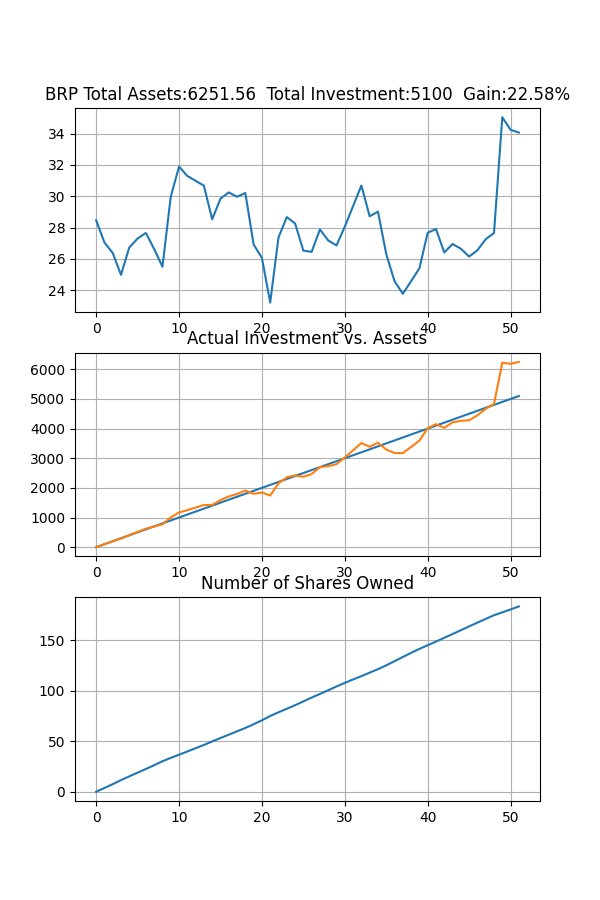 BRP Total Assets:6251.56  Total Investment:5100  Gain:22.58%
34
32
30
28
26
24
0 10 20 30 40 50
Actual Investment vs. Assets
6000
5000
4000
3000
2000
1000
0
0 10 20 30 40 50
Number of Shares Owned
150
100
50
0
0 10 20 30 40 50